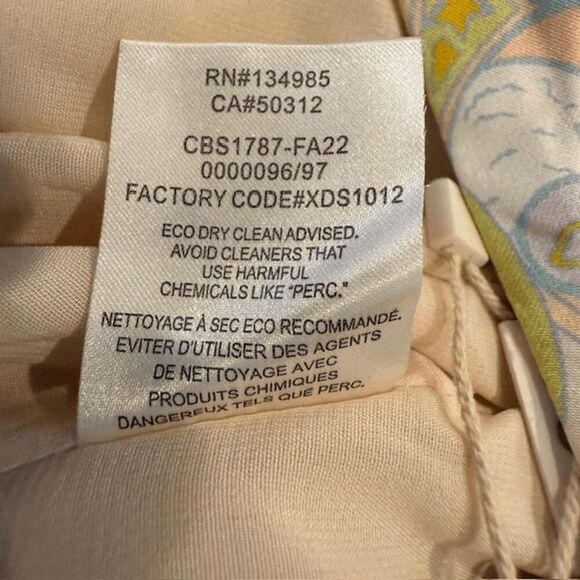 RN#134985
CA#50312
CBS1787-FA22
0000096/97
FACTORY CODE#XDS1012
ECO DRY CLEAN ADVISED.
AVOID CLEANERS THAT
USE HARMFUL
CHEMICALS LIKE "PERC."
NETTOYAGE À SEC ECO RECOMMANDÉ.
EVITER D'UTILISER DES AGENTS
DE NETTOYAGE AVEC
PRODUITS CHIMIQUES
DANGEREUX TELS QUE PERC.